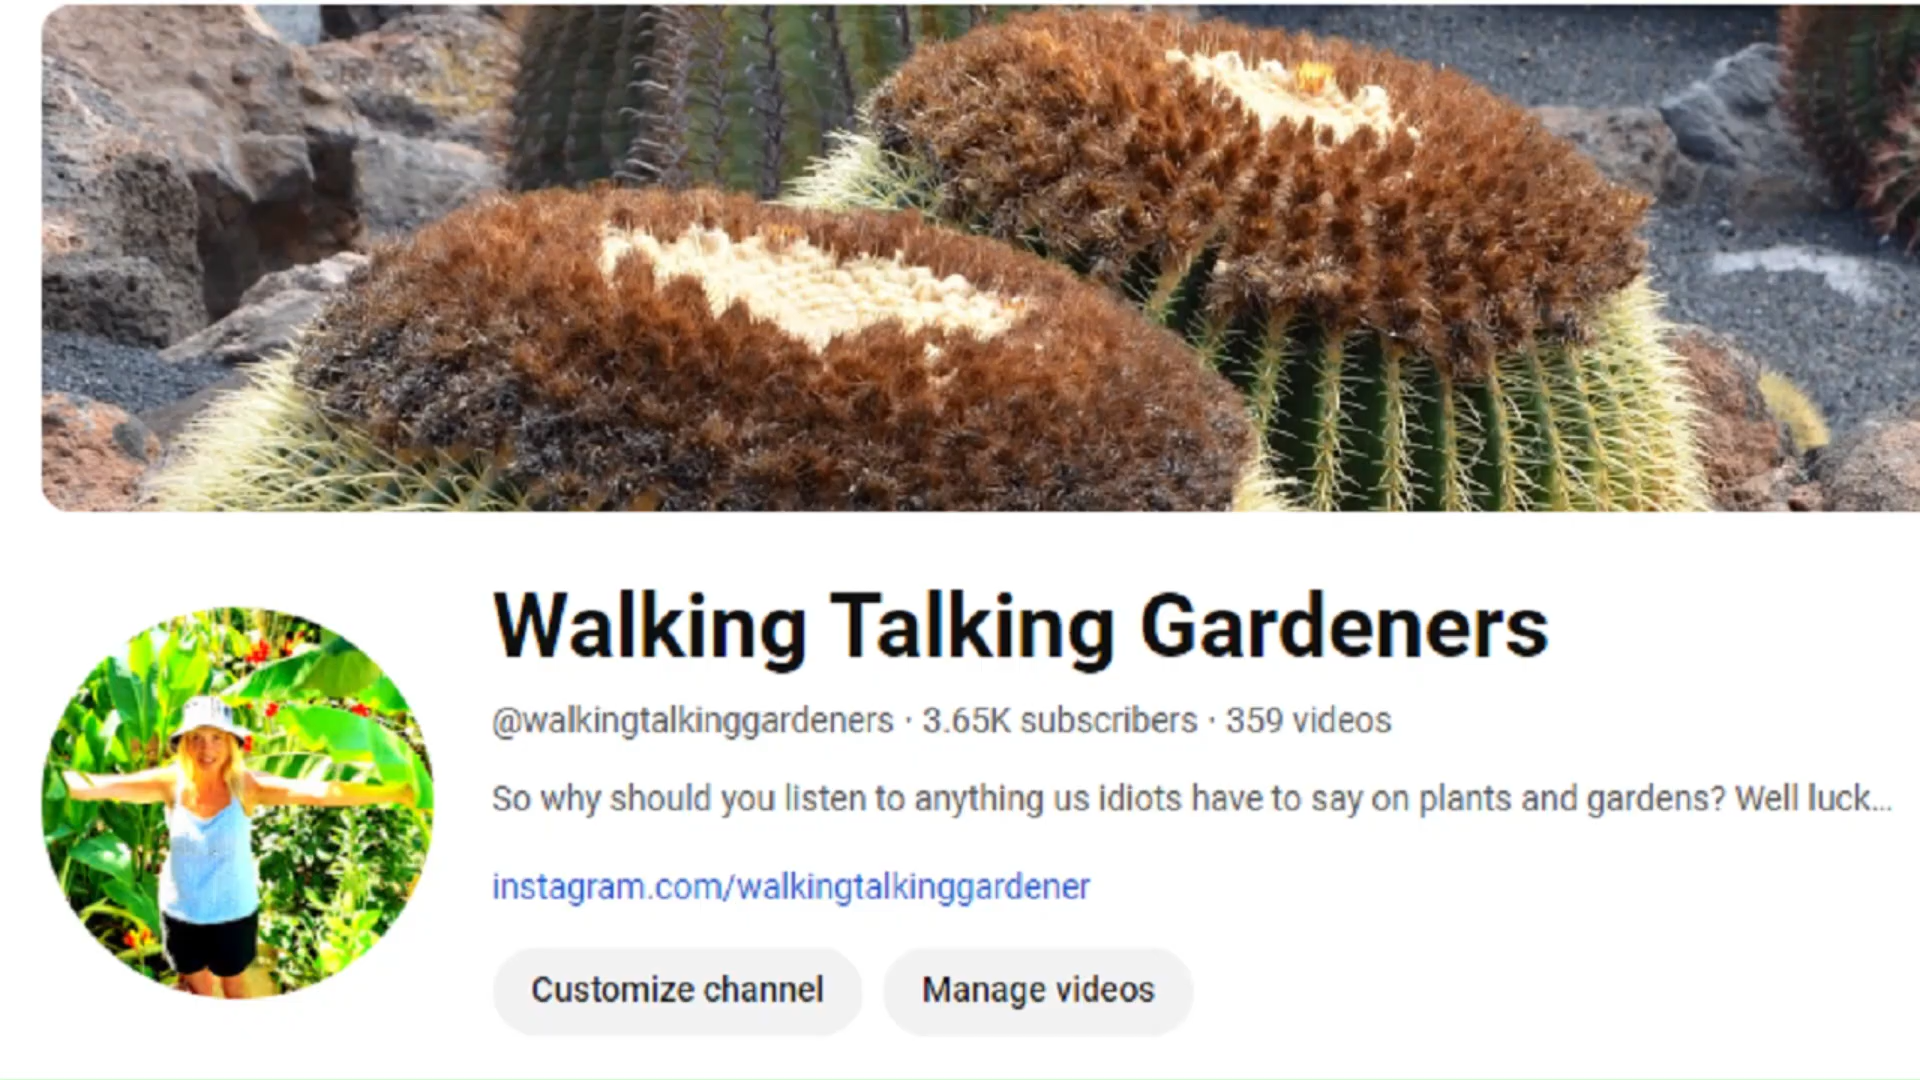 Walking Talking Gardeners
@walkingtalkinggardeners · 3.65K subscribers · 359 videos
So why should you listen to anything us idiots have to say on plants and gardens? Well luck...
instagram.com/walkingtalkinggardener
Customize channel Manage videos